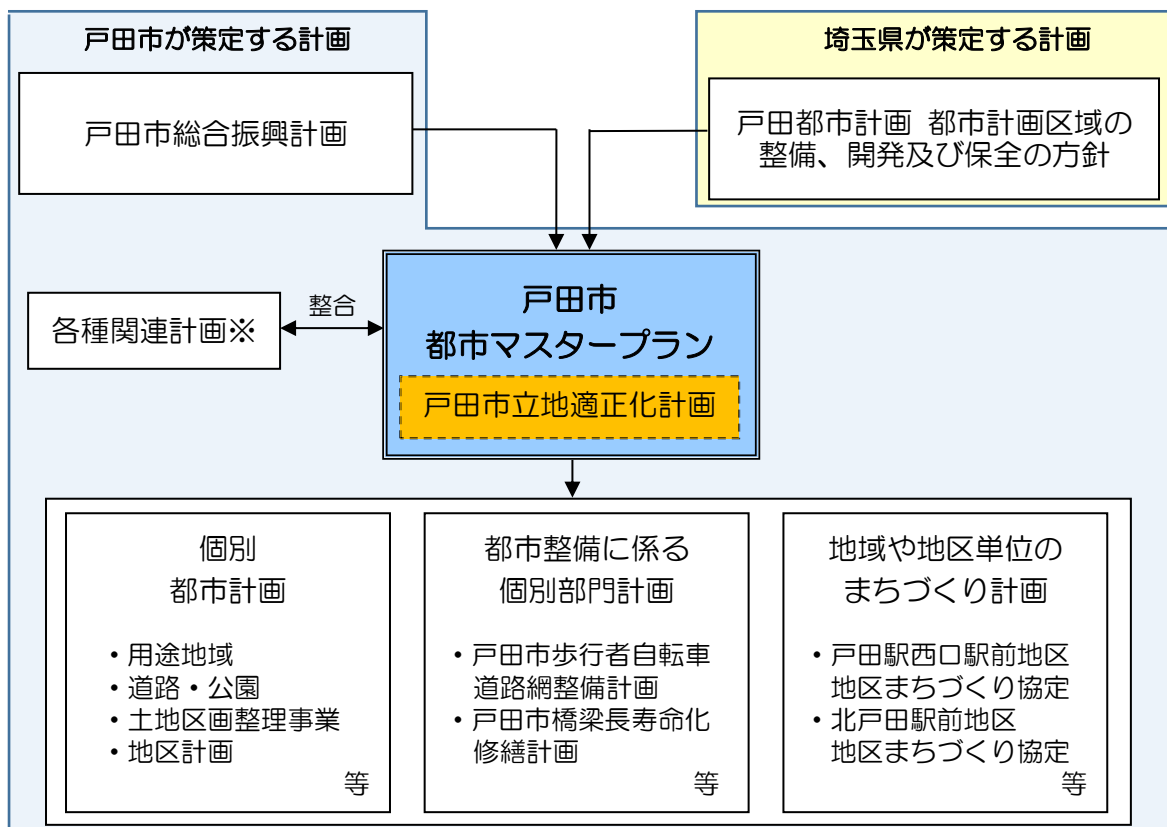 戸田市が策定する計画
埼玉県が策定する計画
戸田市総合振興計画
戸田都市計画 都市計画区域の
整備、開発及び保全の方針
各種関連計画※
整合
戸田市
都市マスタープラン
戸田市立地適正化計画
個別
都市計画
・用途地域
・道路・公園
・土地区画整理事業
・地区計画
等
都市整備に係る
個別部門計画
・戸田市歩行者自転車
道路網整備計画
・戸田市橋梁長寿命化
修繕計画
等
地域や地区単位の
まちづくり計画
・戸田駅西口駅前地区
地区まちづくり協定
・北戸田駅前地区
地区まちづくり協定
等